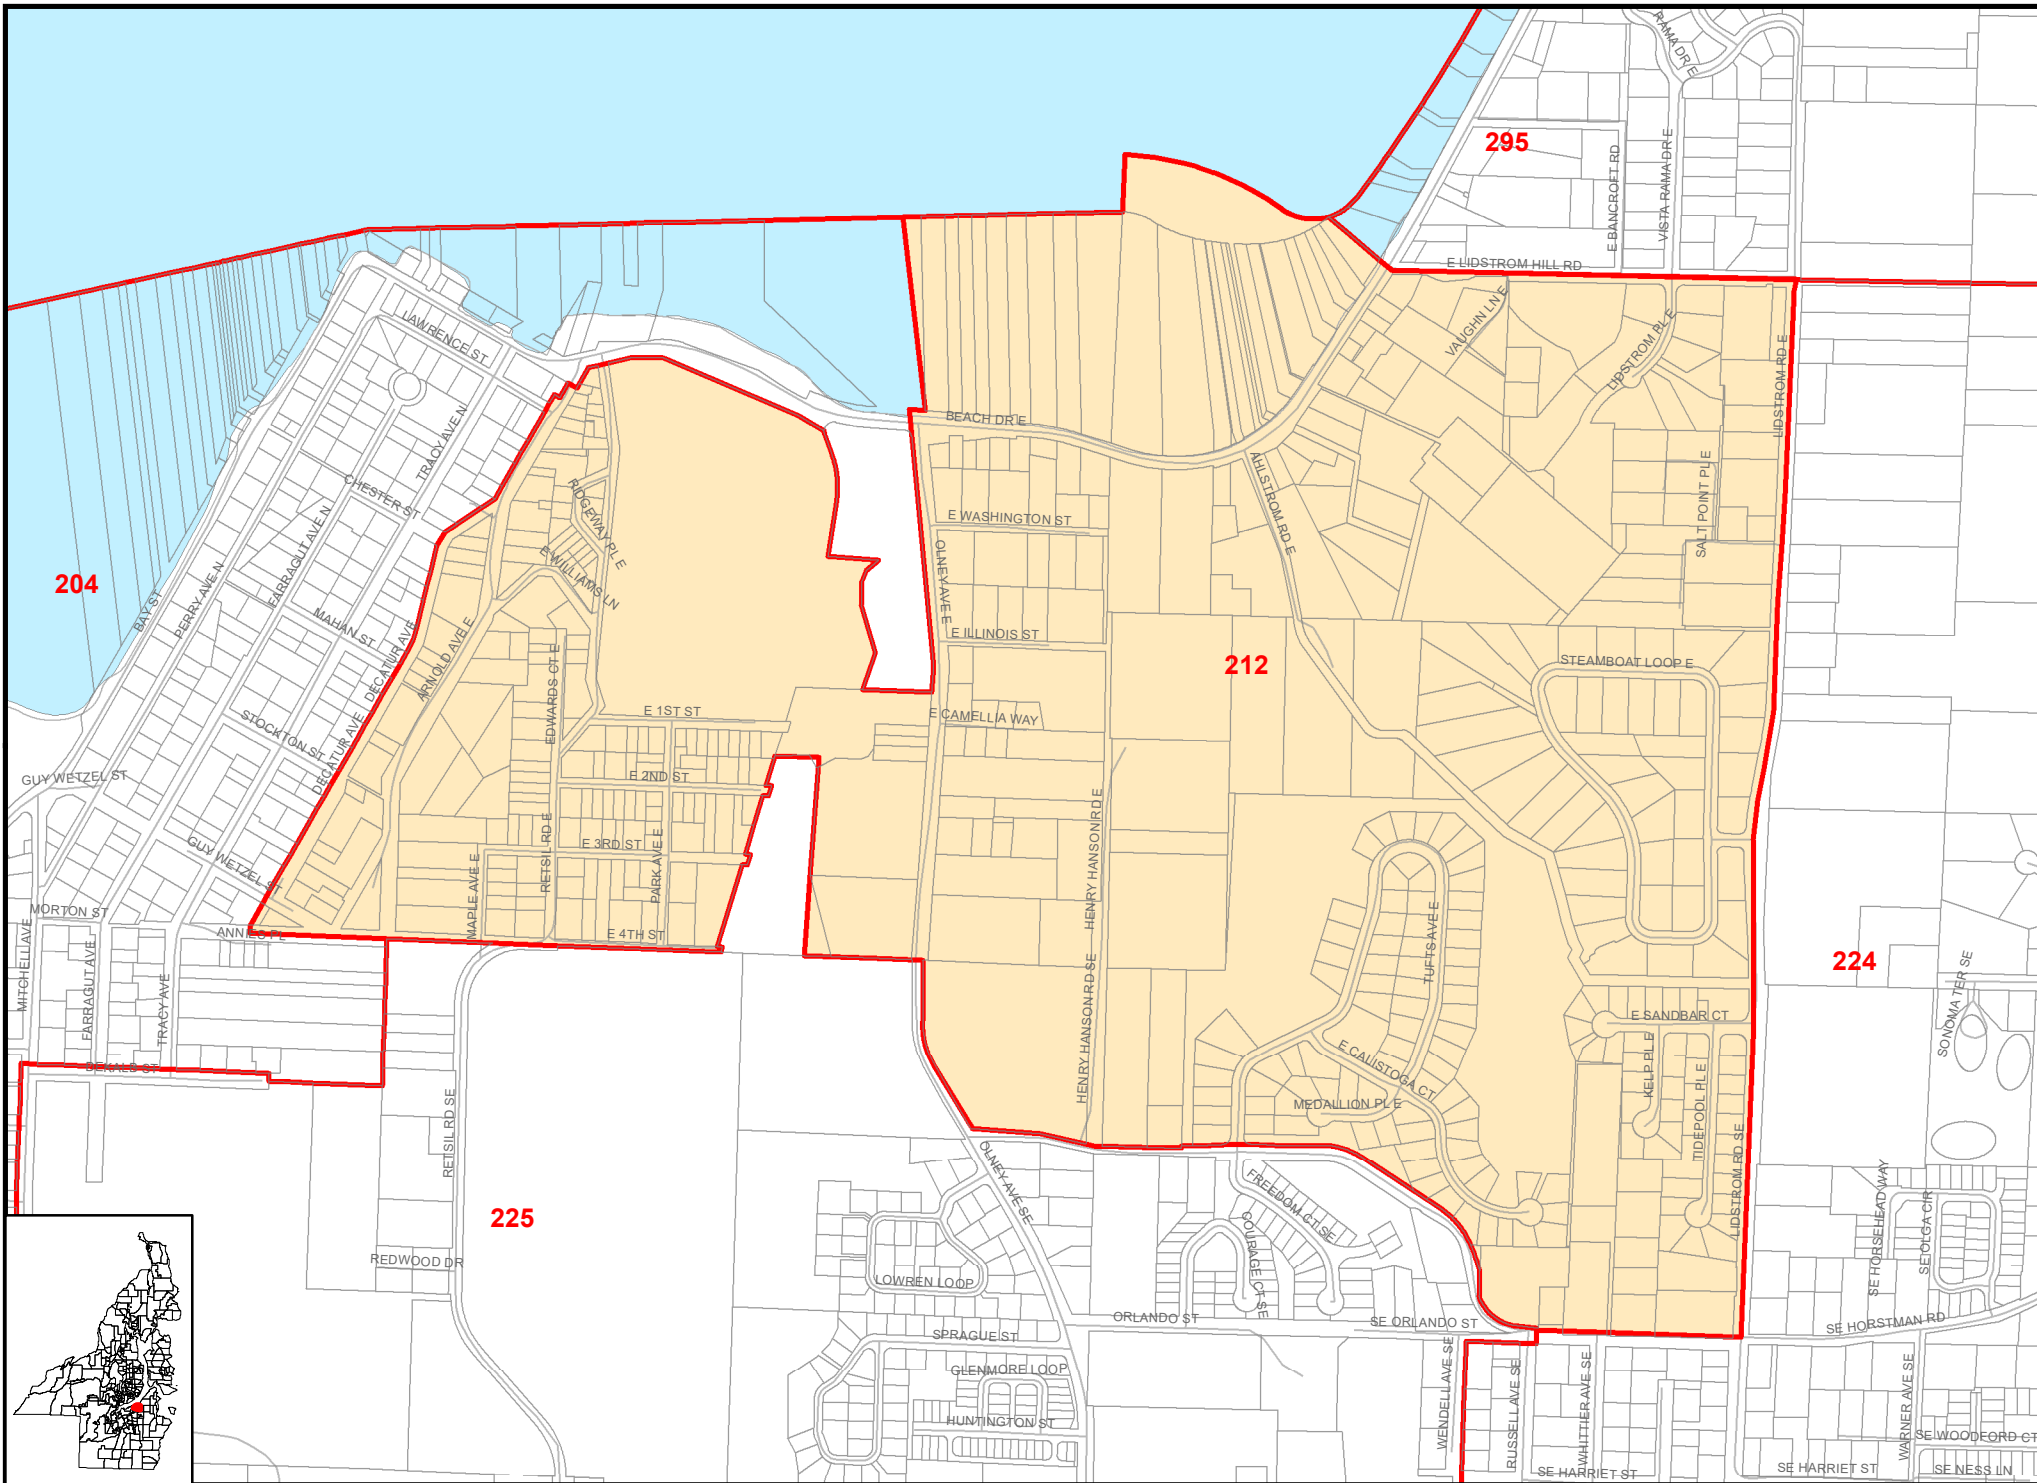 RAMA DR E
295
E BANCROFT RD
VISTA RAMA DR E
E LIDSTROM HILL RD
VAUGHN LN E
LIDSTROM PL E
LIDSTROM RD E
LAWRENCE ST
BEACH DR E
TRACY AVE N
CHESTER ST
AHLSTROM RD E
RIDGEWAY PL E
SALT POINT PL E
E WASHINGTON ST
FARRAGUT AVE N
OLNEY AVE E
E WILLIAMS LN
204
BAY ST
PERRY AVE N
MAHAN ST
DECATUR AVE
ARNOLD AVE E
E ILLINOIS ST
212
STEAMBOAT LOOP E
EDWARDS CT E
E 1ST ST
E CAMELLIA WAY
STOCKTON ST
DECATUR AVE
GUY WETZEL ST
E 2ND ST
HENRY HANSON RD E
E 3RD ST
RETSIL RD E
PARK AVE E
MAPLE AVE E
GUY WETZEL ST
MORTON ST
ANNIES PL
E 4TH ST
TUFTS AVE E
224
MITCHELL AVE
FARRAGUT AVE
TRACY AVE
HENRY HANSON RD SE
SONOMA TER SE
E SANDBAR CT
E CALISTOGA CT
KELP PL E
DEKALB ST
MEDALLION PL E
TIDEPOOL PL E
RETSIL RD SE
OLNEY AVE SE
FREEDOM CT SE
LIDSTROM RD SE
225
COURAGE CT SE
SE HORSEHEAD WAY
SE OLGA CIR
REDWOOD DR
LOWREN LOOP
ORLANDO ST
SE ORLANDO ST
SE HORSTMAN RD
SPRAGUE ST
GLENMORE LOOP
WENDELL AVE SE
RUSSELL AVE SE
WHITTIER AVE SE
WARNER AVE SE
HUNTINGTON ST
SE WOODFORD CT
SE HARRIET ST
SE HARRIET ST
SE NESS LN